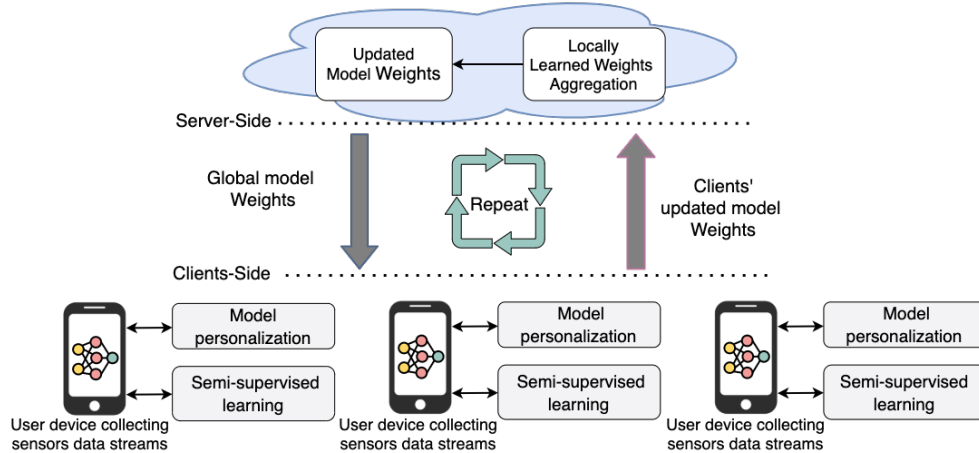 Updated
Model Weights
Locally
Learned Weights
Aggregation
Server-Side
Global model
Weights
Repeat
Clients'
updated model
Weights
Clients-Side
Model
personalization
Semi-supervised
learning
User device collecting
sensors data streams
Model
personalization
Semi-supervised
learning
User device collecting
sensors data streams
Model
personalization
Semi-supervised
learning
User device collecting
sensors data streams